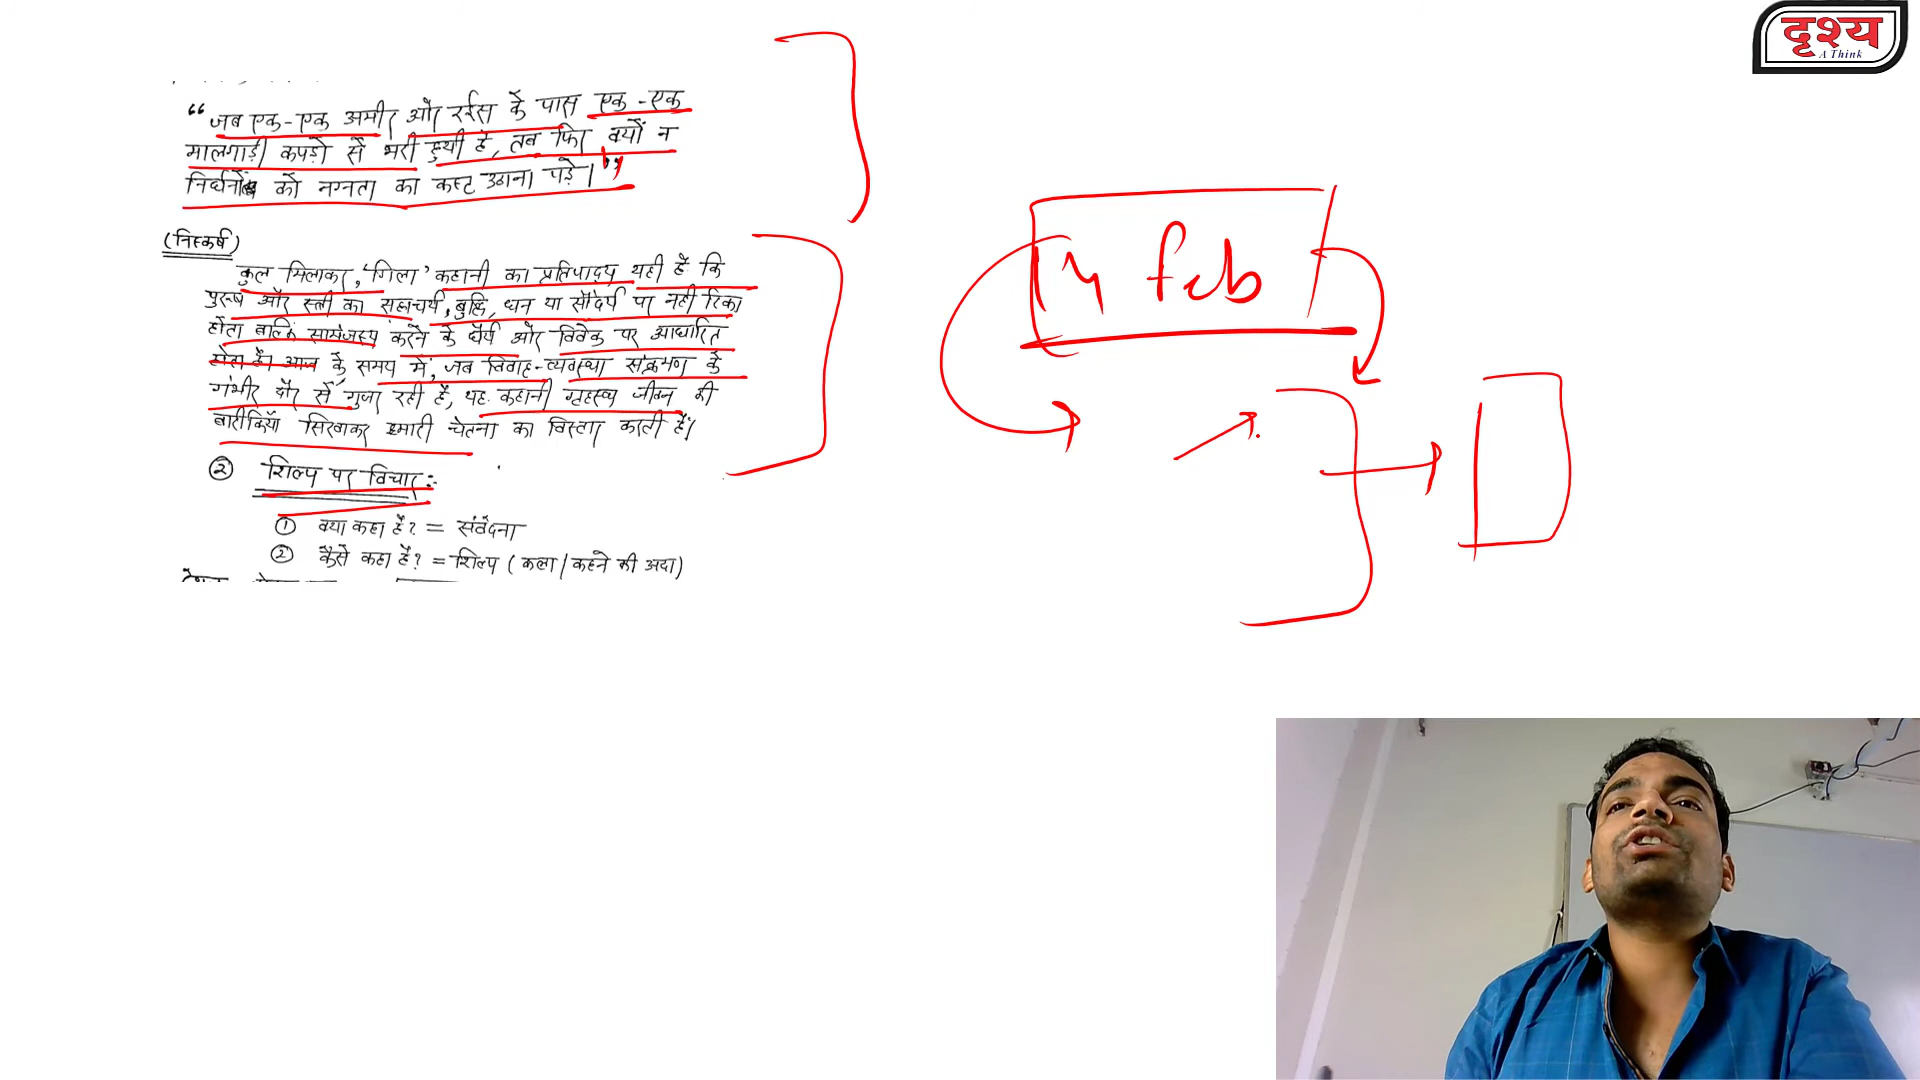 “जब एक-एक अमीर और रईस के पास एक-एक
मालगाड़ी कपड़ो से भरी हुयी है, तब फिर क्यों न
निर्धनों को नग्नता का कष्ट उठाना पड़े।”
(निष्कर्ष)
कुल मिलाकर, 'गिला' कहानी का प्रतिपादय यही है कि
पुरुष और स्त्री का साहचर्य, बुद्धि, धन या सौंदर्य पर नहीं टिका
होता बल्कि सामंजस्य करने के धैर्य और विवेक पर आधारित
होता है। आज के समय में, जब विवाह-व्यवस्था संक्रमण के
गंभीर दौर से गुजर रही है, यह कहानी गृहस्थ जीवन की
बारीकियाँ सिखाकर हमारी चेतना का विस्तार करती है।
② शिल्प पर विचार:-
① क्या कहा है? = संवेदना
② कैसे कहा है? = शिल्प (कला/कहने की अदा)
14 feb
दृश्य
A Think